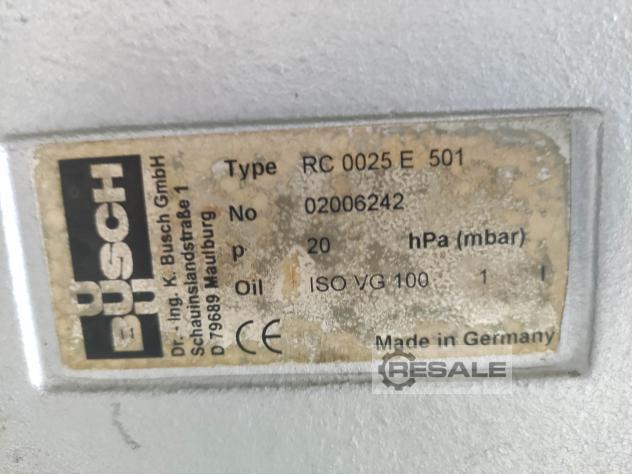 BUSCH
Dr. - Ing. K. Busch GmbH
Schauinslandstraße 1
D 79689 Maulburg
Type RC 0025 E 501
No 02006242
p 20 hPa (mbar)
Oil ISO VG 100 1 l
CE
Made in Germany
RESALE